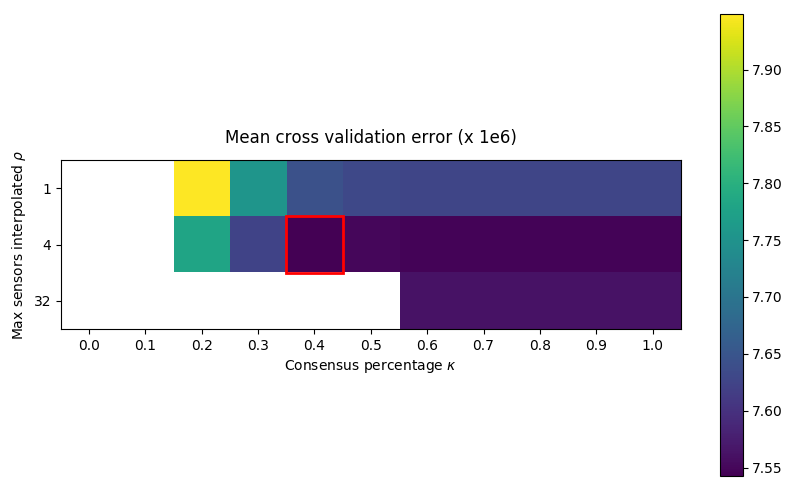 Mean cross validation error (x 1e6)
Max sensors interpolated ρ
1
4
32
0.0 0.1 0.2 0.3 0.4 0.5 0.6 0.7 0.8 0.9 1.0
Consensus percentage κ
7.90
7.85
7.80
7.75
7.70
7.65
7.60
7.55